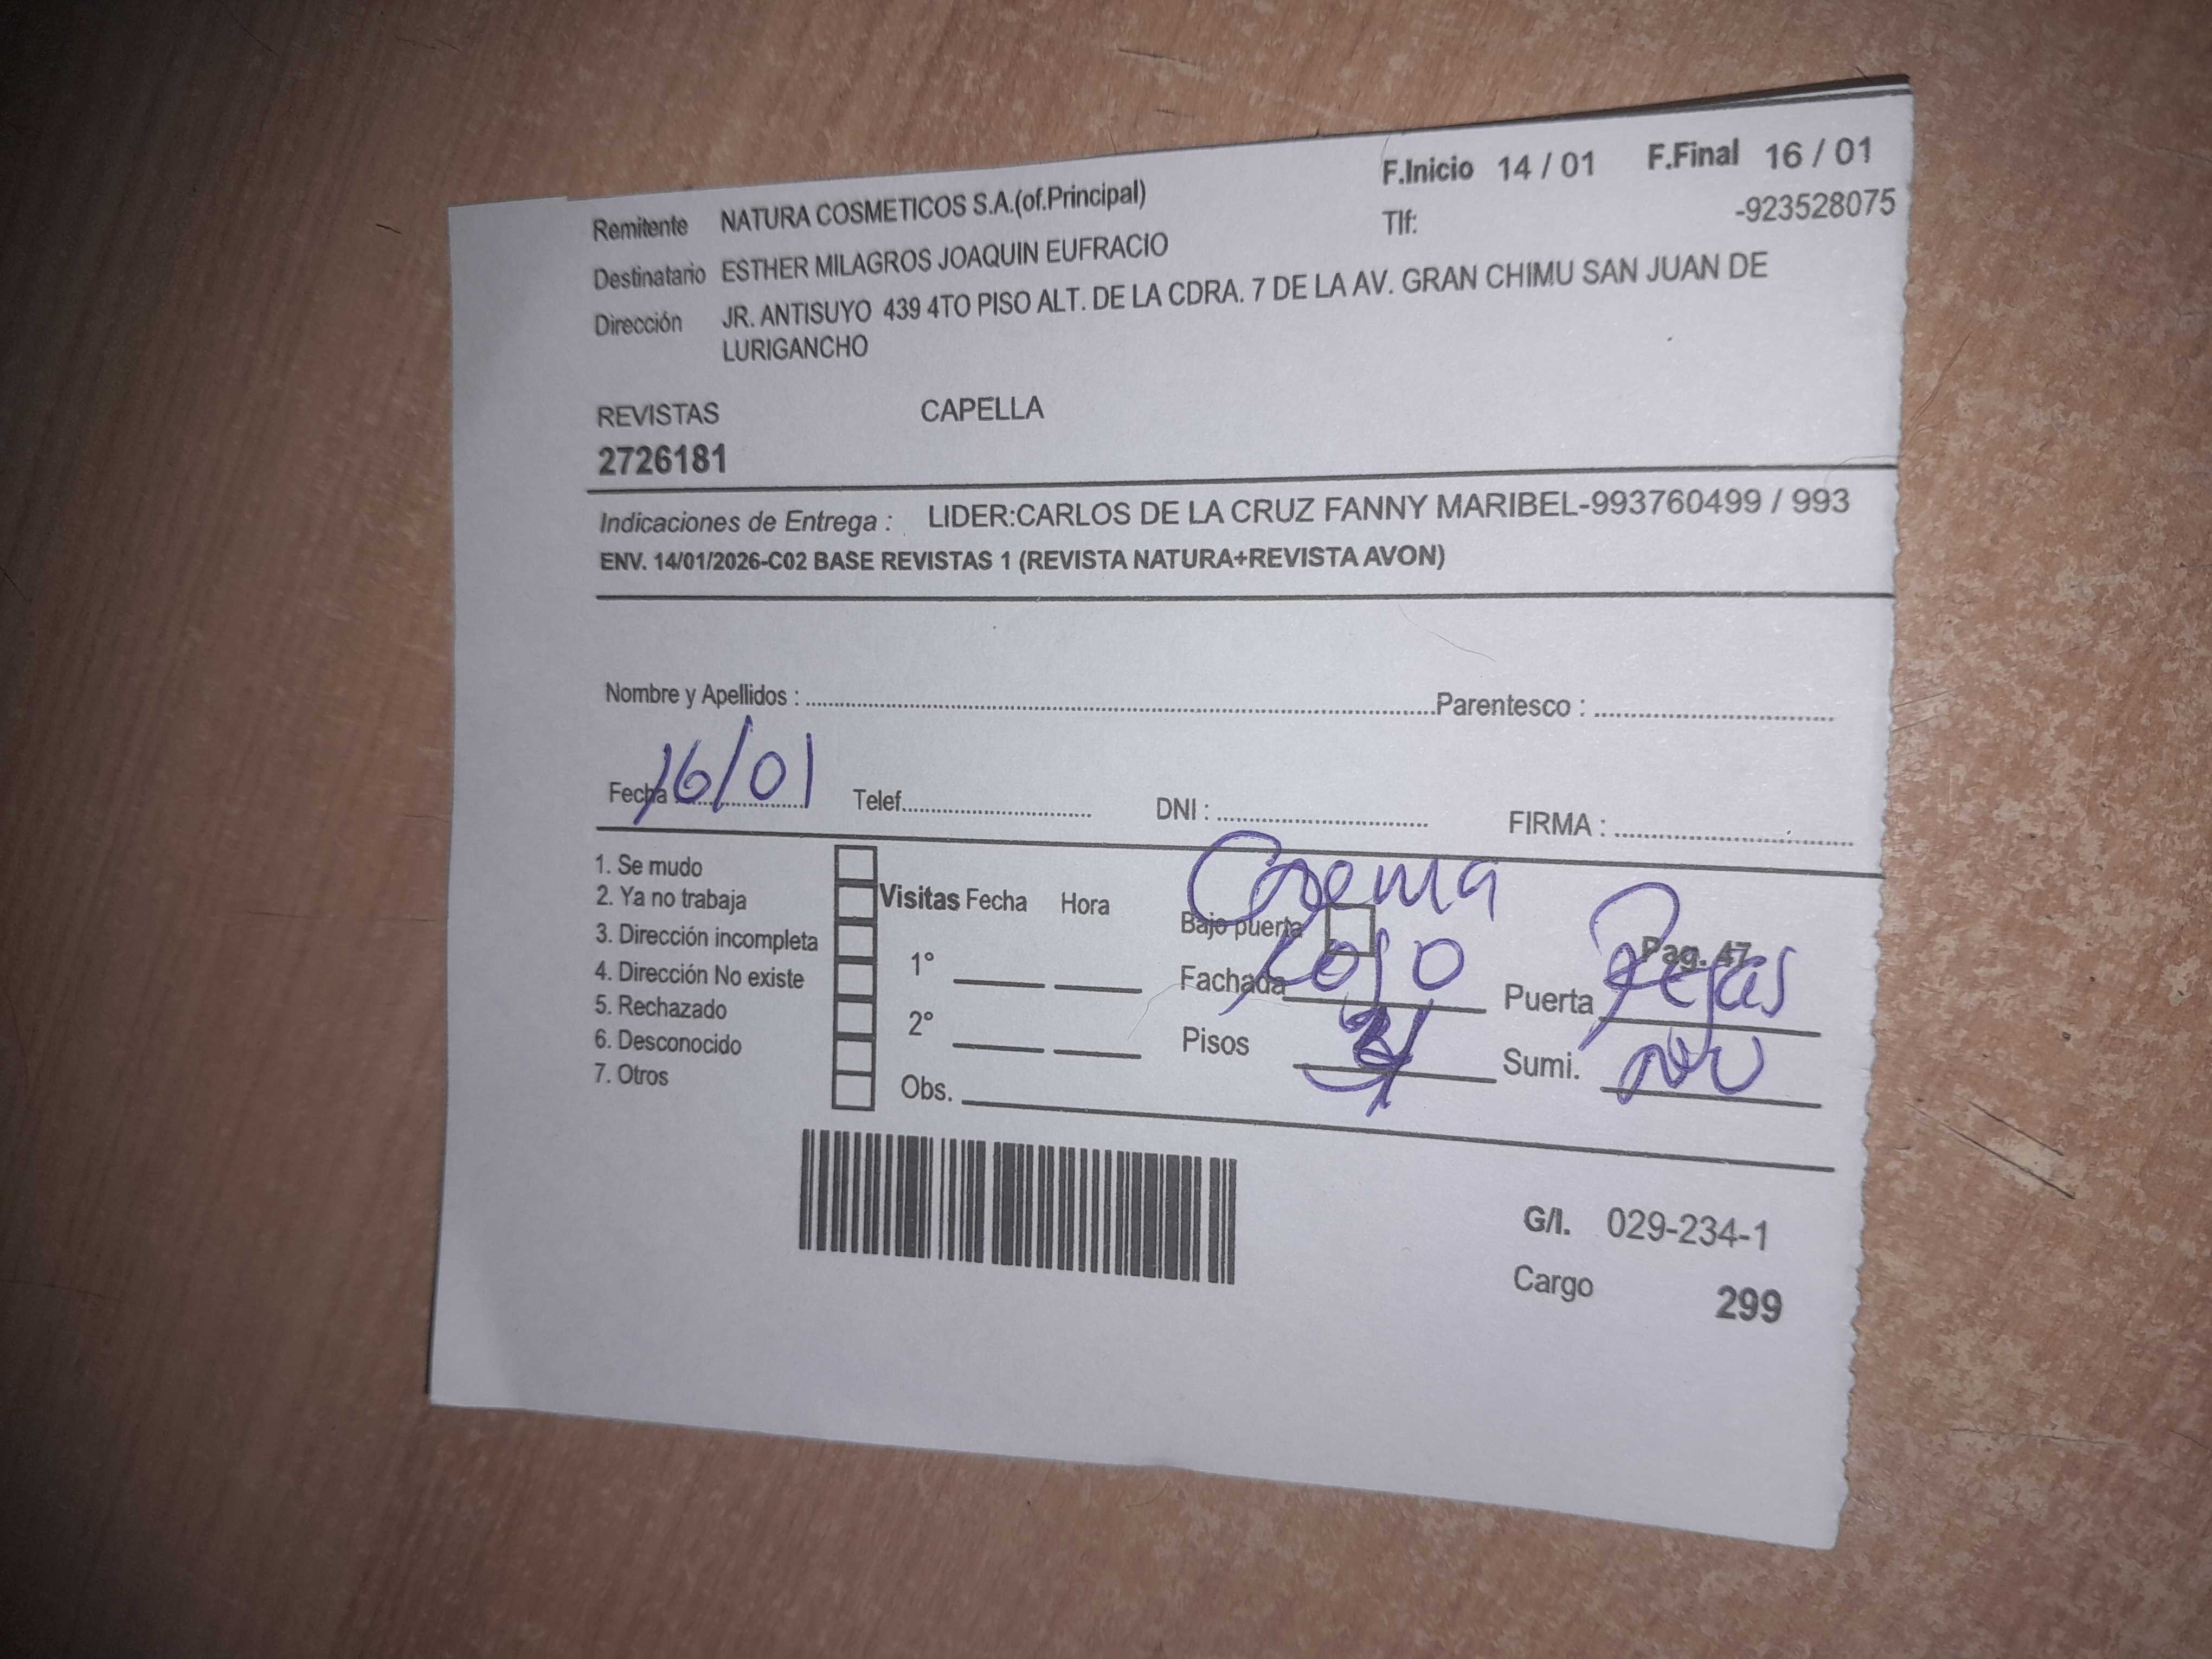 F.Inicio 14 / 01 F.Final 16 / 01
Remitente NATURA COSMETICOS S.A.(of.Principal)
Tlf: -923528075
Destinatario ESTHER MILAGROS JOAQUIN EUFRACIO
Dirección JR. ANTISUYO 439 4TO PISO ALT. DE LA CDRA. 7 DE LA AV. GRAN CHIMU SAN JUAN DE
LURIGANCHO
REVISTAS CAPELLA
2726181
Indicaciones de Entrega : LIDER:CARLOS DE LA CRUZ FANNY MARIBEL-993760499 / 993
ENV. 14/01/2026-C02 BASE REVISTAS 1 (REVISTA NATURA+REVISTA AVON)
Nombre y Apellidos : Parentesco :
Fecha 16/01 Telef. DNI : FIRMA :
1. Se mudo
2. Ya no trabaja
3. Dirección incompleta
4. Dirección No existe
5. Rechazado
6. Desconocido
7. Otros
Visitas Fecha Hora
1°
2°
Obs.
Crema
Bajo puerta
Pag. 47
Fachada Rojo Puerta Rejas
Pisos Sumi.
G/I. 029-234-1
Cargo 299